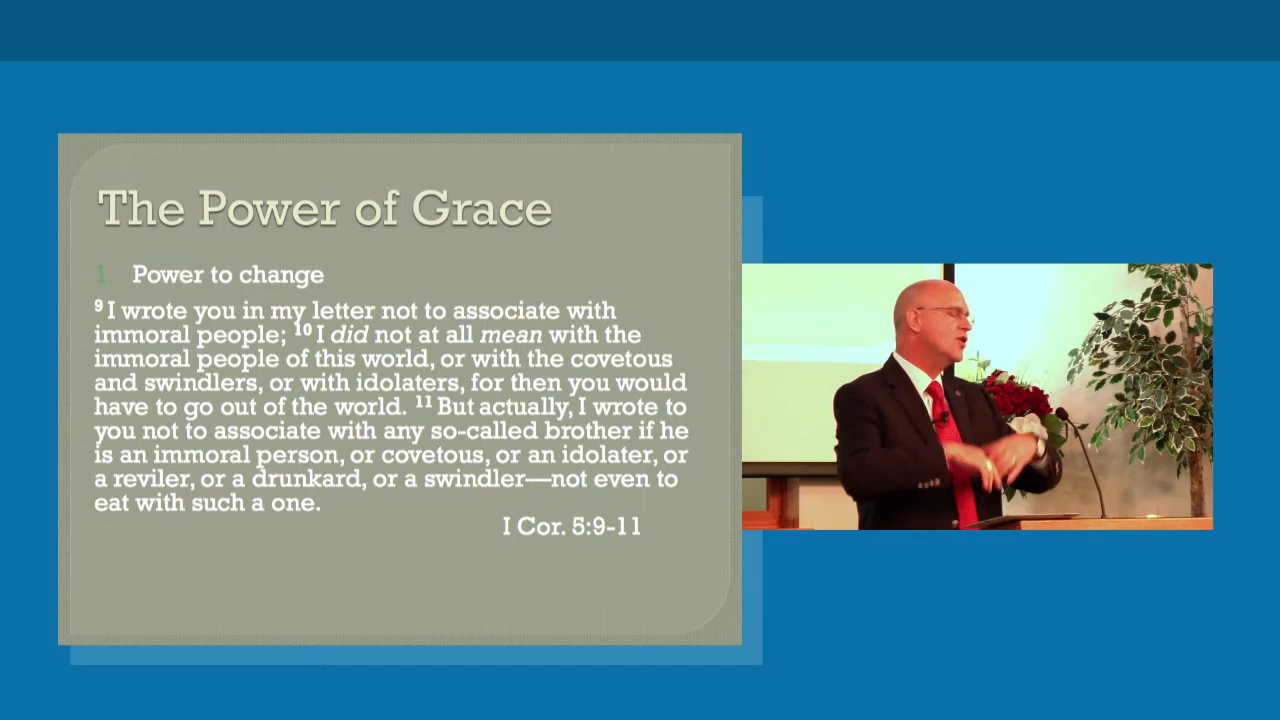 The Power of Grace
1. Power to change
9 I wrote you in my letter not to associate with
immoral people; 10 I did not at all mean with the
immoral people of this world, or with the covetous
and swindlers, or with idolaters, for then you would
have to go out of the world. 11 But actually, I wrote to
you not to associate with any so-called brother if he
is an immoral person, or covetous, or an idolater, or
a reviler, or a drunkard, or a swindler—not even to
eat with such a one.
I Cor. 5:9-11